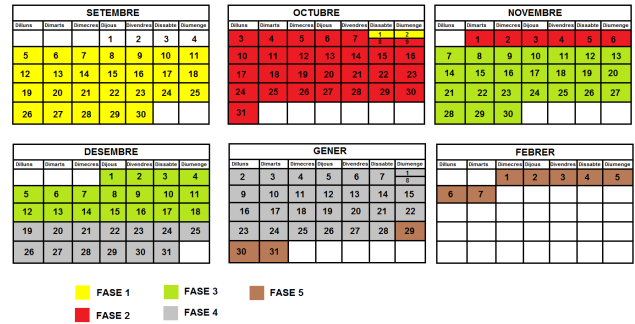 SETEMBRE
Dilluns Dimarts Dimecres Dijous Divendres Dissabte Diumenge
1 2 3 4
5 6 7 8 9 10 11
12 13 14 15 16 17 18
19 20 21 22 23 24 25
26 27 28 29 30
OCTUBRE
Dilluns Dimarts Dimecres Dijous Divendres Dissabte Diumenge
1 2
3 4 5 6 7 8 9
10 11 12 13 14 15 16
17 18 19 20 21 22 23
24 25 26 27 28 29 30
31
NOVEMBRE
Dilluns Dimarts Dimecres Dijous Divendres Dissabte Diumenge
1 2 3 4 5 6
7 8 9 10 11 12 13
14 15 16 17 18 19 20
21 22 23 24 25 26 27
28 29 30
DESEMBRE
Dilluns Dimarts Dimecres Dijous Divendres Dissabte Diumenge
1 2 3 4
5 6 7 8 9 10 11
12 13 14 15 16 17 18
19 20 21 22 23 24 25
26 27 28 29 30 31
GENER
Dilluns Dimarts Dimecres Dijous Divendres Dissabte Diumenge
1
2 3 4 5 6 7 8
9 10 11 12 13 14 15
16 17 18 19 20 21 22
23 24 25 26 27 28 29
30 31
FEBRER
Dilluns Dimarts Dimecres Dijous Divendres Dissabte Diumenge
1 2 3 4 5
6 7
FASE 1
FASE 2
FASE 3
FASE 4
FASE 5